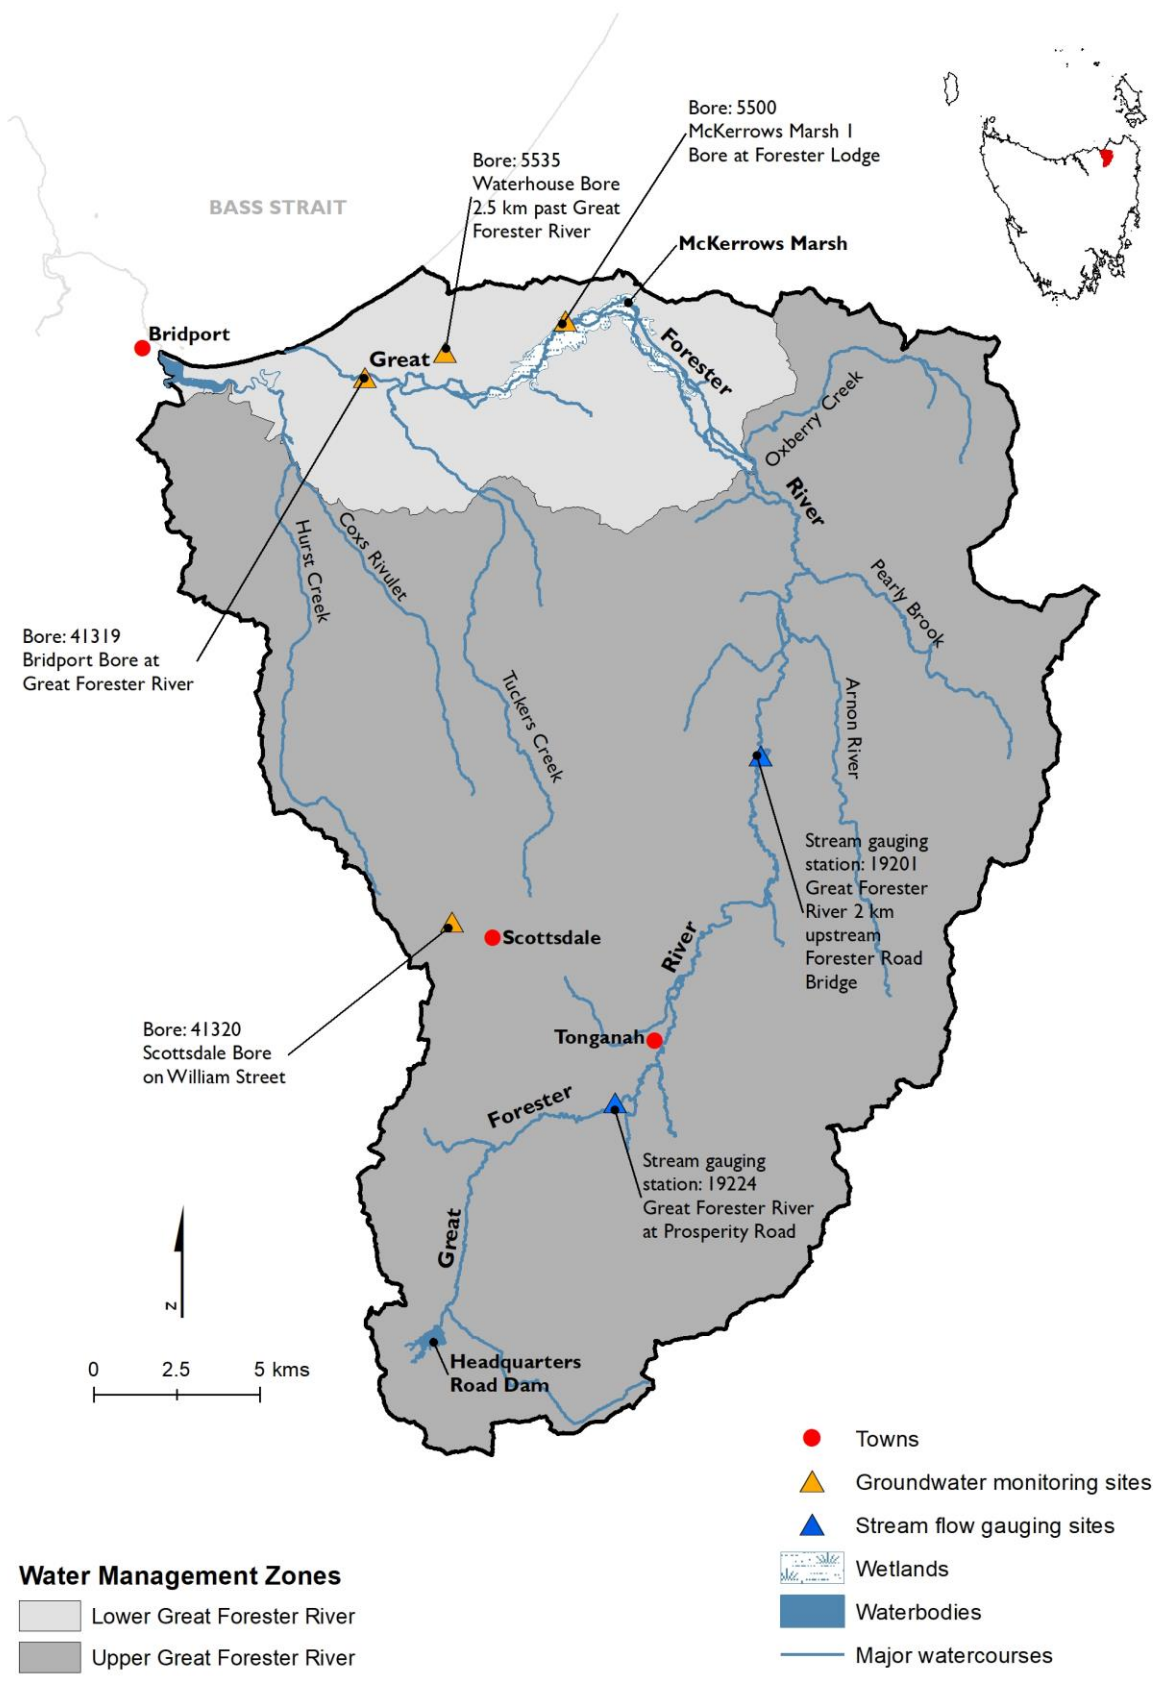 Bore: 5500
McKerrows Marsh 1
Bore at Forester Lodge
Bore: 5535
Waterhouse Bore
2.5 km past Great
Forester River
BASS STRAIT
McKerrows Marsh
Bridport
Great
Forester
Oxberry Creek
River
Hurst Creek
Coxs Rivulet
Pearly Brook
Bore: 41319
Bridport Bore at
Great Forester River
Tuckers Creek
Arnon River
Stream gauging
station: 19201
Great Forester
River 2 km
upstream
Forester Road
Bridge
River
Scottsdale
Bore: 41320
Scottsdale Bore
on William Street
Tonganah
Forester
Stream gauging
station: 19224
Great Forester River
at Prosperity Road
Great
N
0 2.5 5 kms
Headquarters
Road Dam
Towns
Groundwater monitoring sites
Stream flow gauging sites
Wetlands
Waterbodies
Major watercourses
Water Management Zones
Lower Great Forester River
Upper Great Forester River